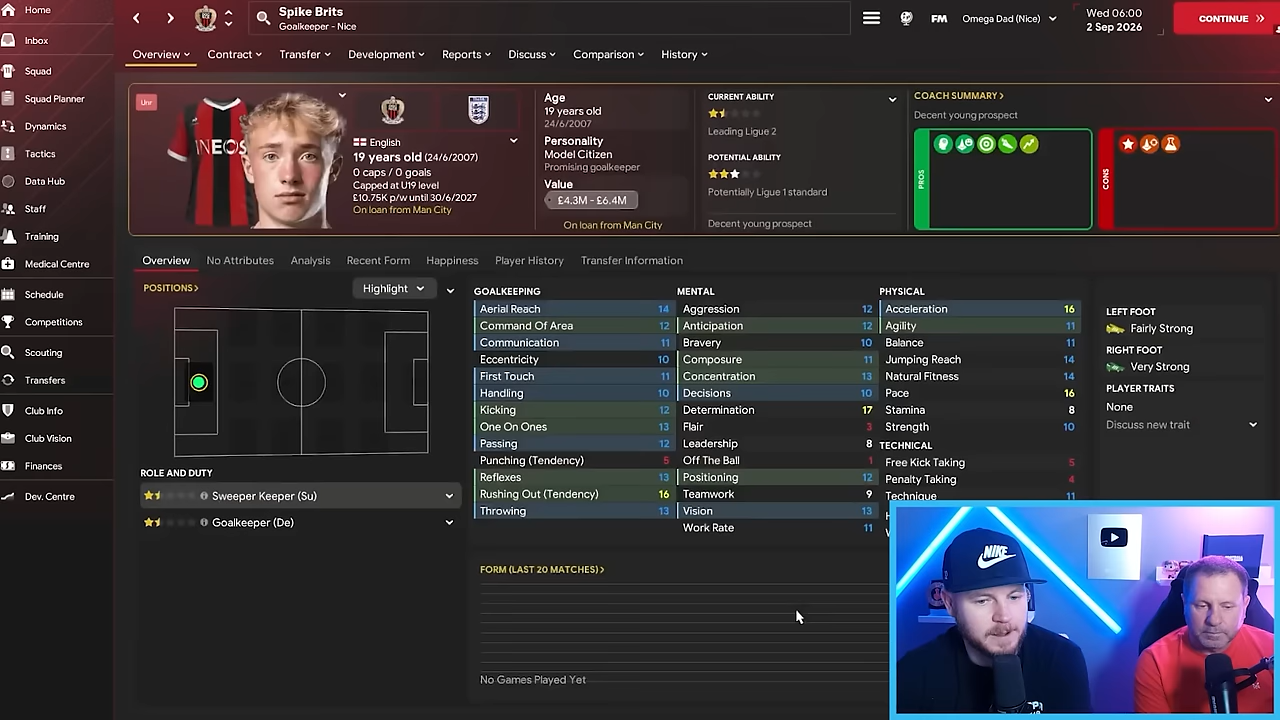 Home
Spike Brits
Goalkeeper - Nice
FM
Omega Dad (Nice)
Wed 06:00
2 Sep 2026
CONTINUE
Inbox
Squad
Squad Planner
Dynamics
Tactics
Data Hub
Staff
Training
Medical Centre
Schedule
Competitions
Scouting
Transfers
Club Info
Club Vision
Finances
Dev. Centre
Overview
Contract
Transfer
Development
Reports
Discuss
Comparison
History
Unr
INEOS
English
19 years old (24/6/2007)
0 caps / 0 goals
Capped at U19 level
£10.75K p/w until 30/6/2027
On loan from Man City
Age
19 years old
24/6/2007
Personality
Model Citizen
Promising goalkeeper
Value
£4.3M - £6.4M
On loan from Man City
CURRENT ABILITY
Leading Ligue 2
POTENTIAL ABILITY
Potentially Ligue 1 standard
Decent young prospect
COACH SUMMARY >
Decent young prospect
PROS
CONS
Overview
No Attributes
Analysis
Recent Form
Happiness
Player History
Transfer Information
POSITIONS >
Highlight
ROLE AND DUTY
Sweeper Keeper (Su)
Goalkeeper (De)
GOALKEEPING
Aerial Reach 14
Command Of Area 12
Communication 11
Eccentricity 10
First Touch 11
Handling 10
Kicking 12
One On Ones 13
Passing 12
Punching (Tendency) 5
Reflexes 13
Rushing Out (Tendency) 16
Throwing 13
MENTAL
Aggression 12
Anticipation 12
Bravery 10
Composure 11
Concentration 13
Decisions 10
Determination 17
Flair 3
Leadership 8
Off The Ball 1
Positioning 12
Teamwork 9
Vision 13
Work Rate 11
PHYSICAL
Acceleration 16
Agility 11
Balance 11
Jumping Reach 14
Natural Fitness 14
Pace 16
Stamina 8
Strength 10
TECHNICAL
Free Kick Taking 5
Penalty Taking 4
Technique 11
LEFT FOOT
Fairly Strong
RIGHT FOOT
Very Strong
PLAYER TRAITS
None
Discuss new trait
FORM (LAST 20 MATCHES) >
No Games Played Yet
NIKE